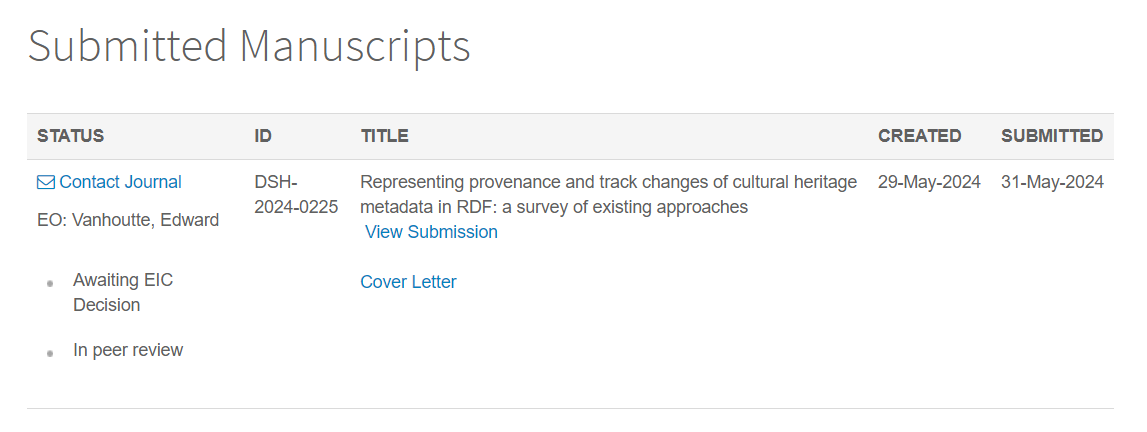 Submitted Manuscripts
STATUS ID TITLE CREATED SUBMITTED
Contact Journal
EO: Vanhoutte, Edward
Awaiting EIC
Decision
In peer review
DSH-
2024-0225
Representing provenance and track changes of cultural heritage
metadata in RDF: a survey of existing approaches
View Submission
Cover Letter
29-May-2024
31-May-2024